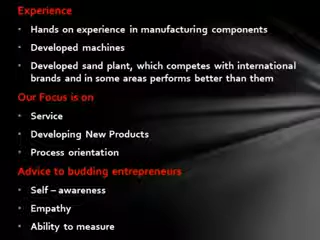 Experience
• Hands on experience in manufacturing components
• Developed machines
• Developed sand plant, which competes with international
brands and in some areas performs better than them
Our Focus is on
• Service
• Developing New Products
• Process orientation
Advice to budding entrepreneurs
• Self – awareness
• Empathy
• Ability to measure